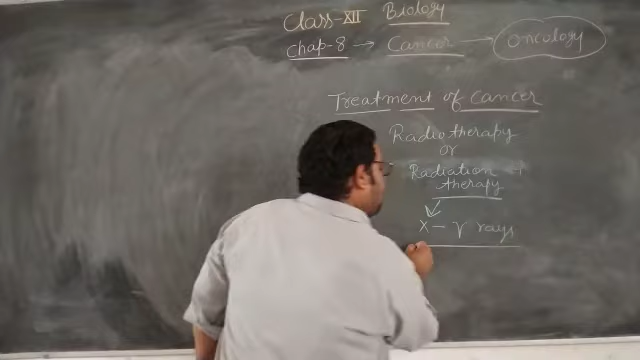 Class-XII Biology
chap-8 → Cancer → Oncology
Treatment of cancer
Radiotherapy
or
Radiation
therapy
X- γ rays